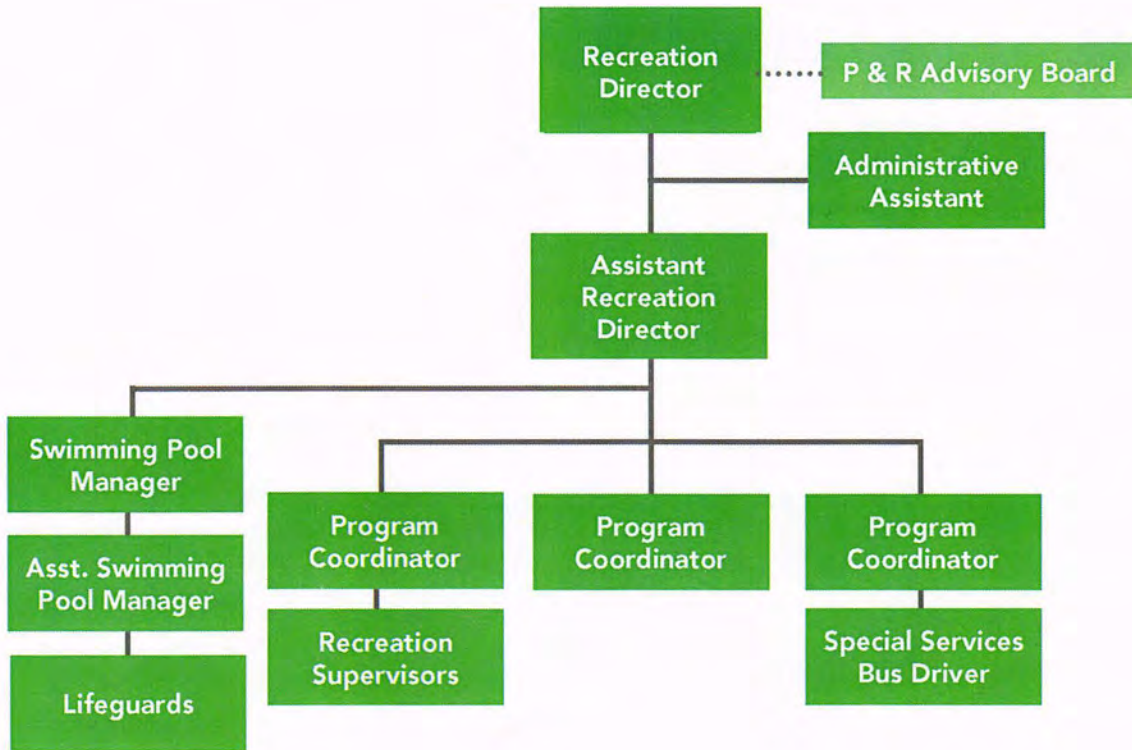 Recreation
Director
P & R Advisory Board
Administrative
Assistant
Assistant
Recreation
Director
Swimming Pool
Manager
Asst. Swimming
Pool Manager
Lifeguards
Program
Coordinator
Recreation
Supervisors
Program
Coordinator
Program
Coordinator
Special Services
Bus Driver